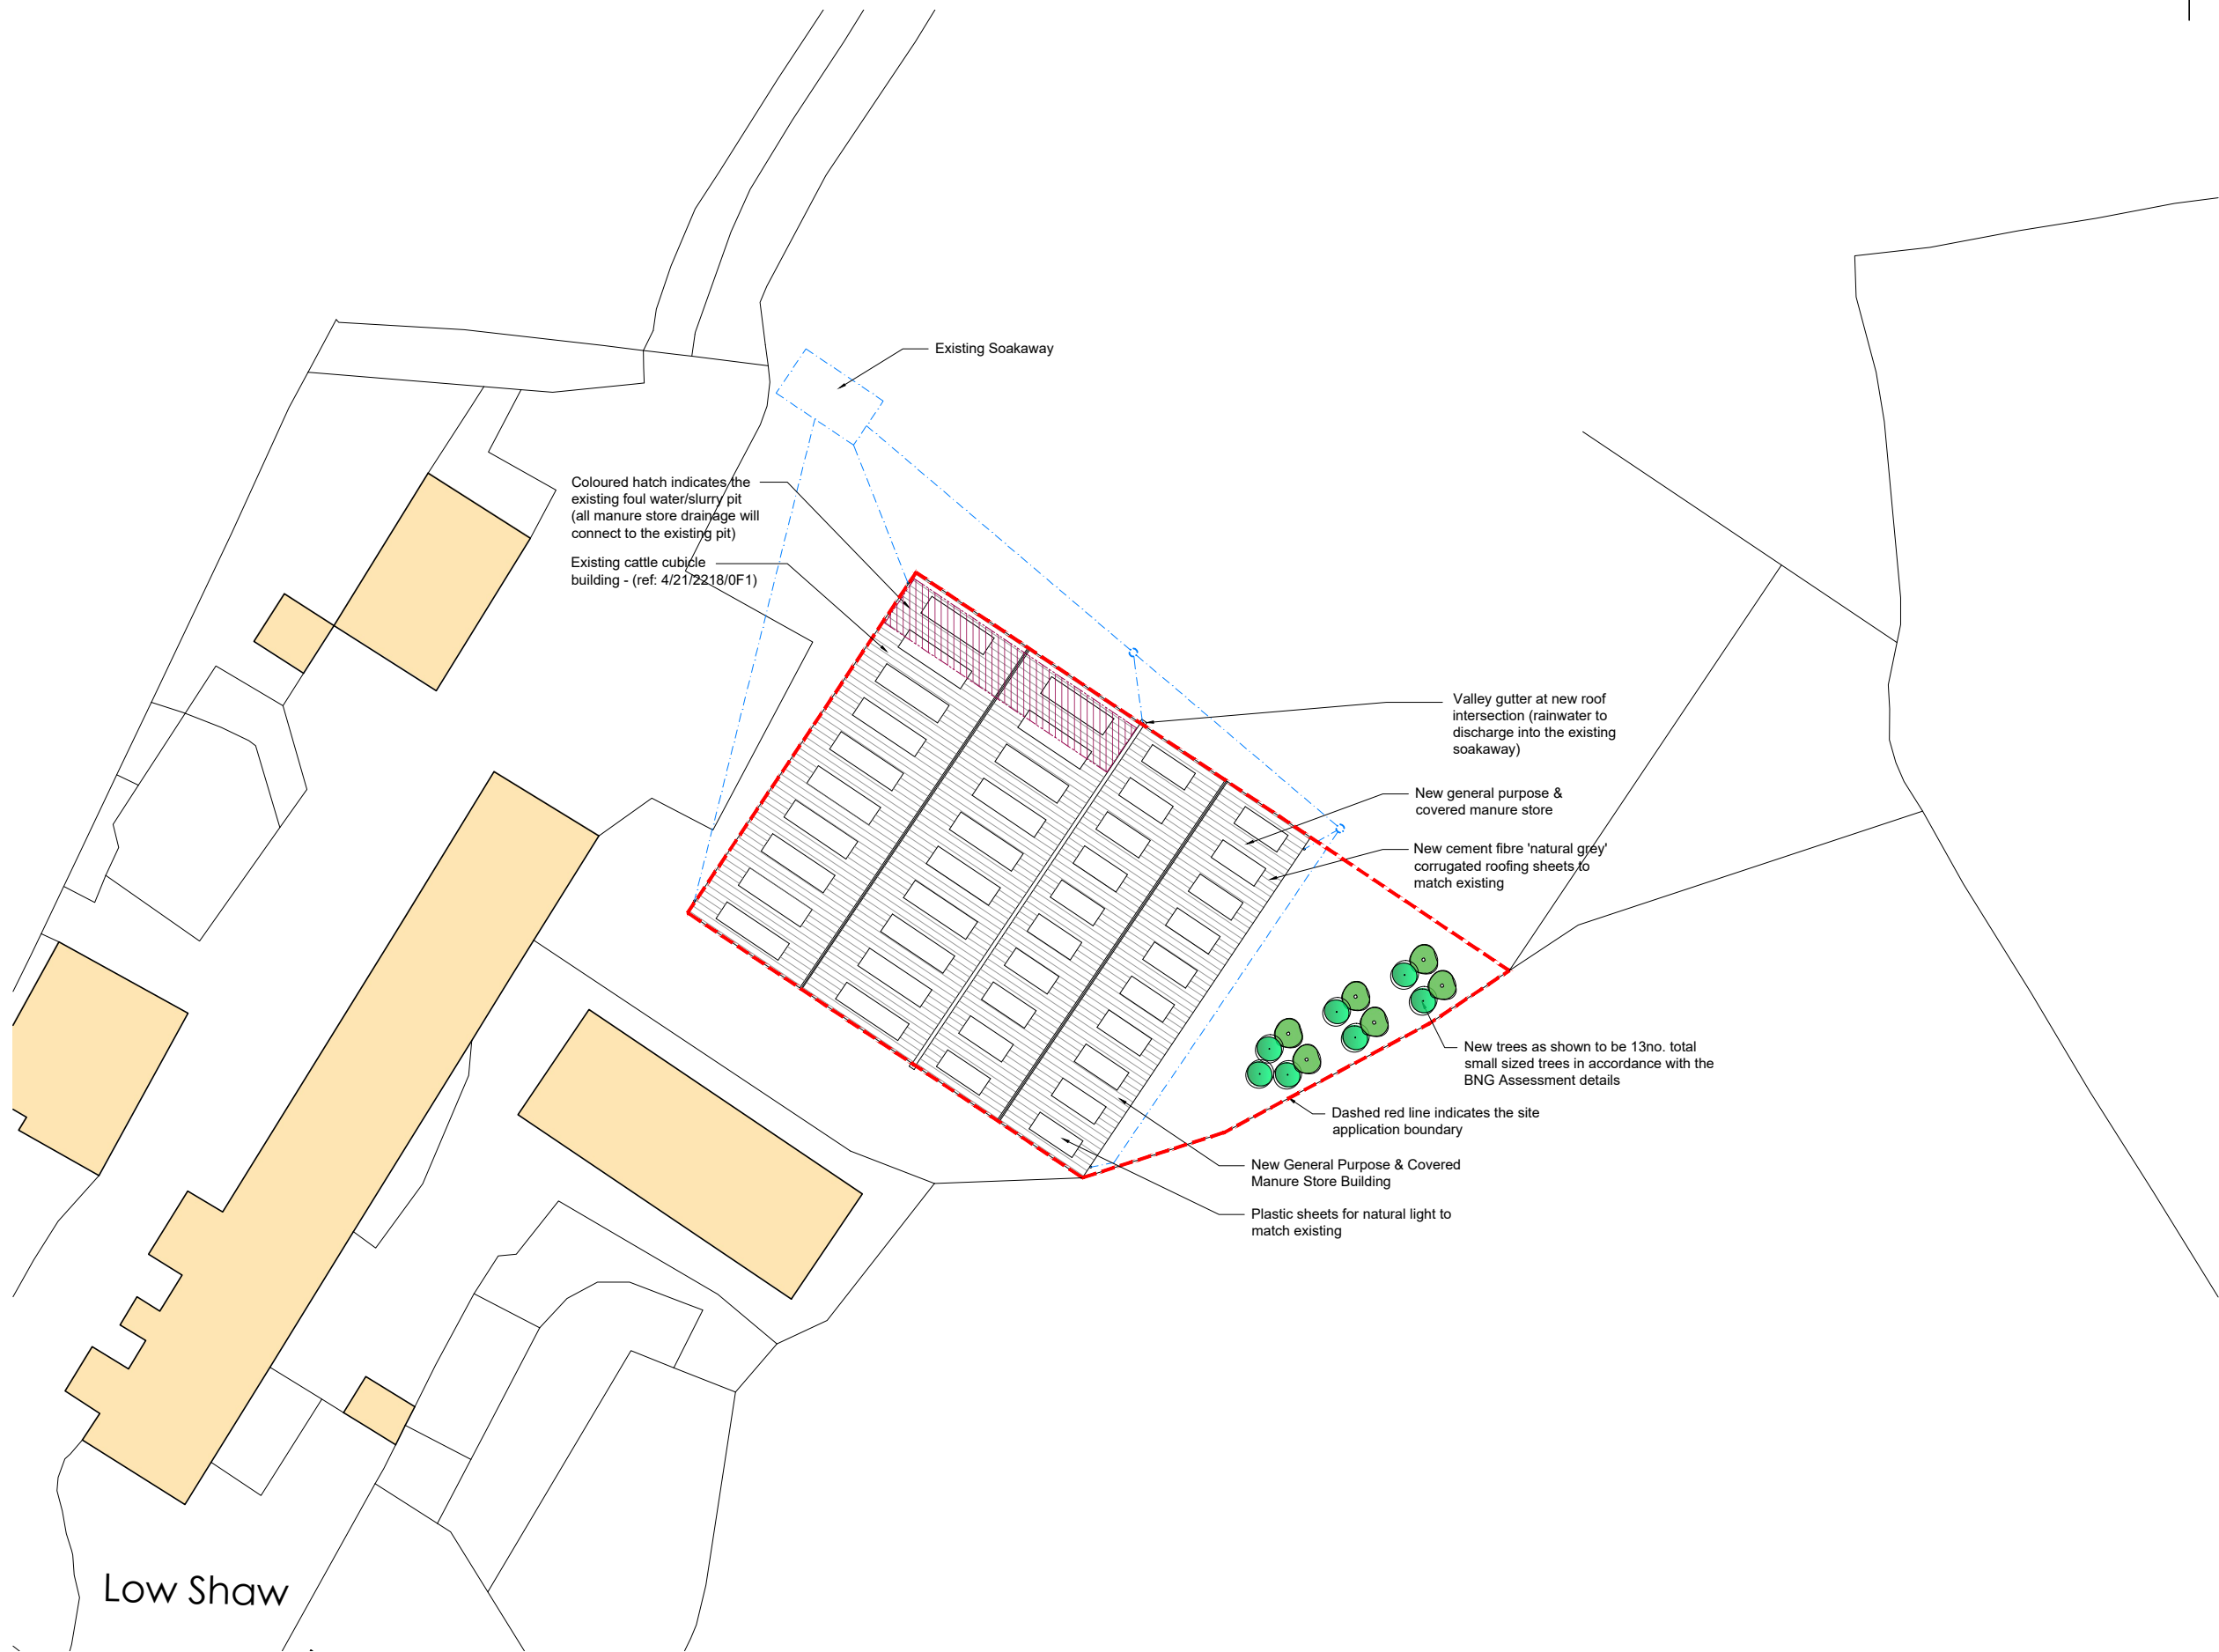 Existing Soakaway
Coloured hatch indicates the
existing foul water/slurry pit
(all manure store drainage will
connect to the existing pit)
Existing cattle cubicle
building - (ref: 4/21/2218/0F1)
Valley gutter at new roof
intersection (rainwater to
discharge into the existing
soakaway)
New general purpose &
covered manure store
New cement fibre 'natural grey'
corrugated roofing sheets to
match existing
New trees as shown to be 13no. total
small sized trees in accordance with the
BNG Assessment details
Dashed red line indicates the site
application boundary
New General Purpose & Covered
Manure Store Building
Plastic sheets for natural light to
match existing
Low Shaw